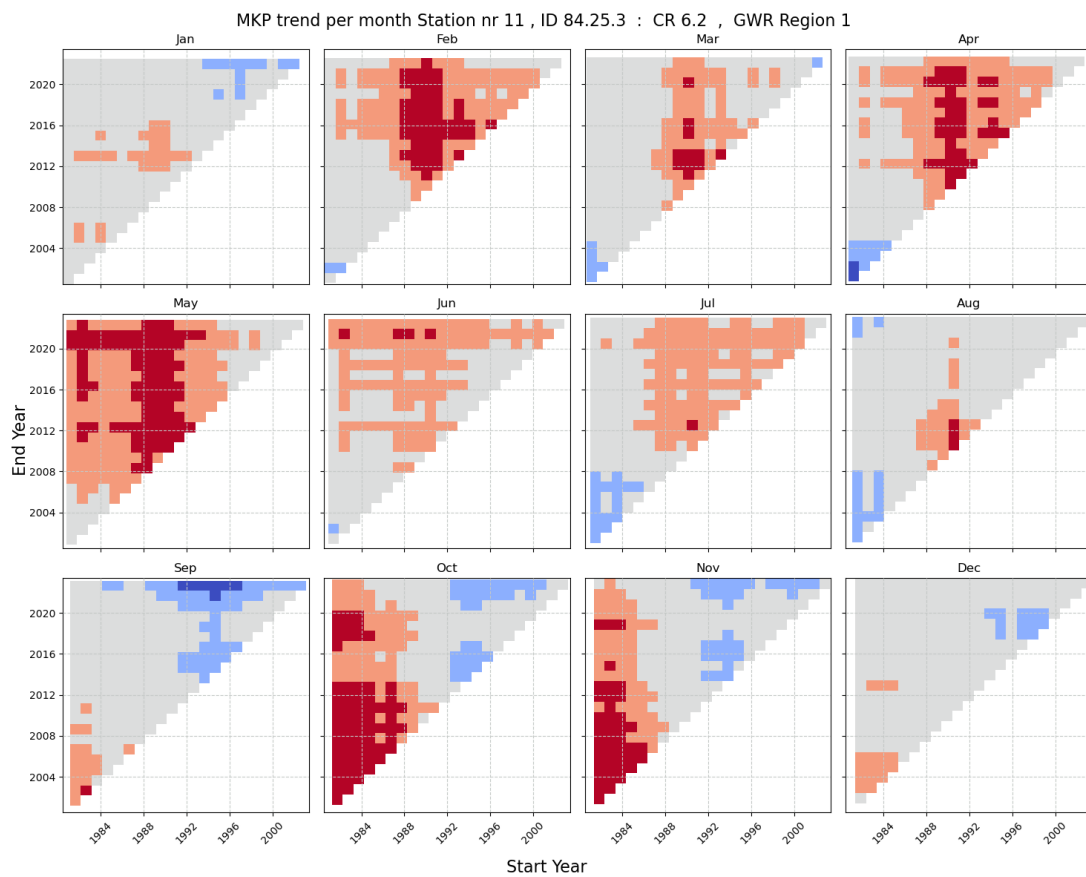 MKP trend per month Station nr 11 , ID 84.25.3  :  CR 6.2  ,  GWR Region 1
Jan
Feb
Mar
Apr
2020
2016
2012
2008
2004
May
Jun
Jul
Aug
2020
2016
2012
2008
2004
End Year
Sep
Oct
Nov
Dec
2020
2016
2012
2008
2004
1984 1988 1992 1996 2000
1984 1988 1992 1996 2000
1984 1988 1992 1996 2000
1984 1988 1992 1996 2000
Start Year